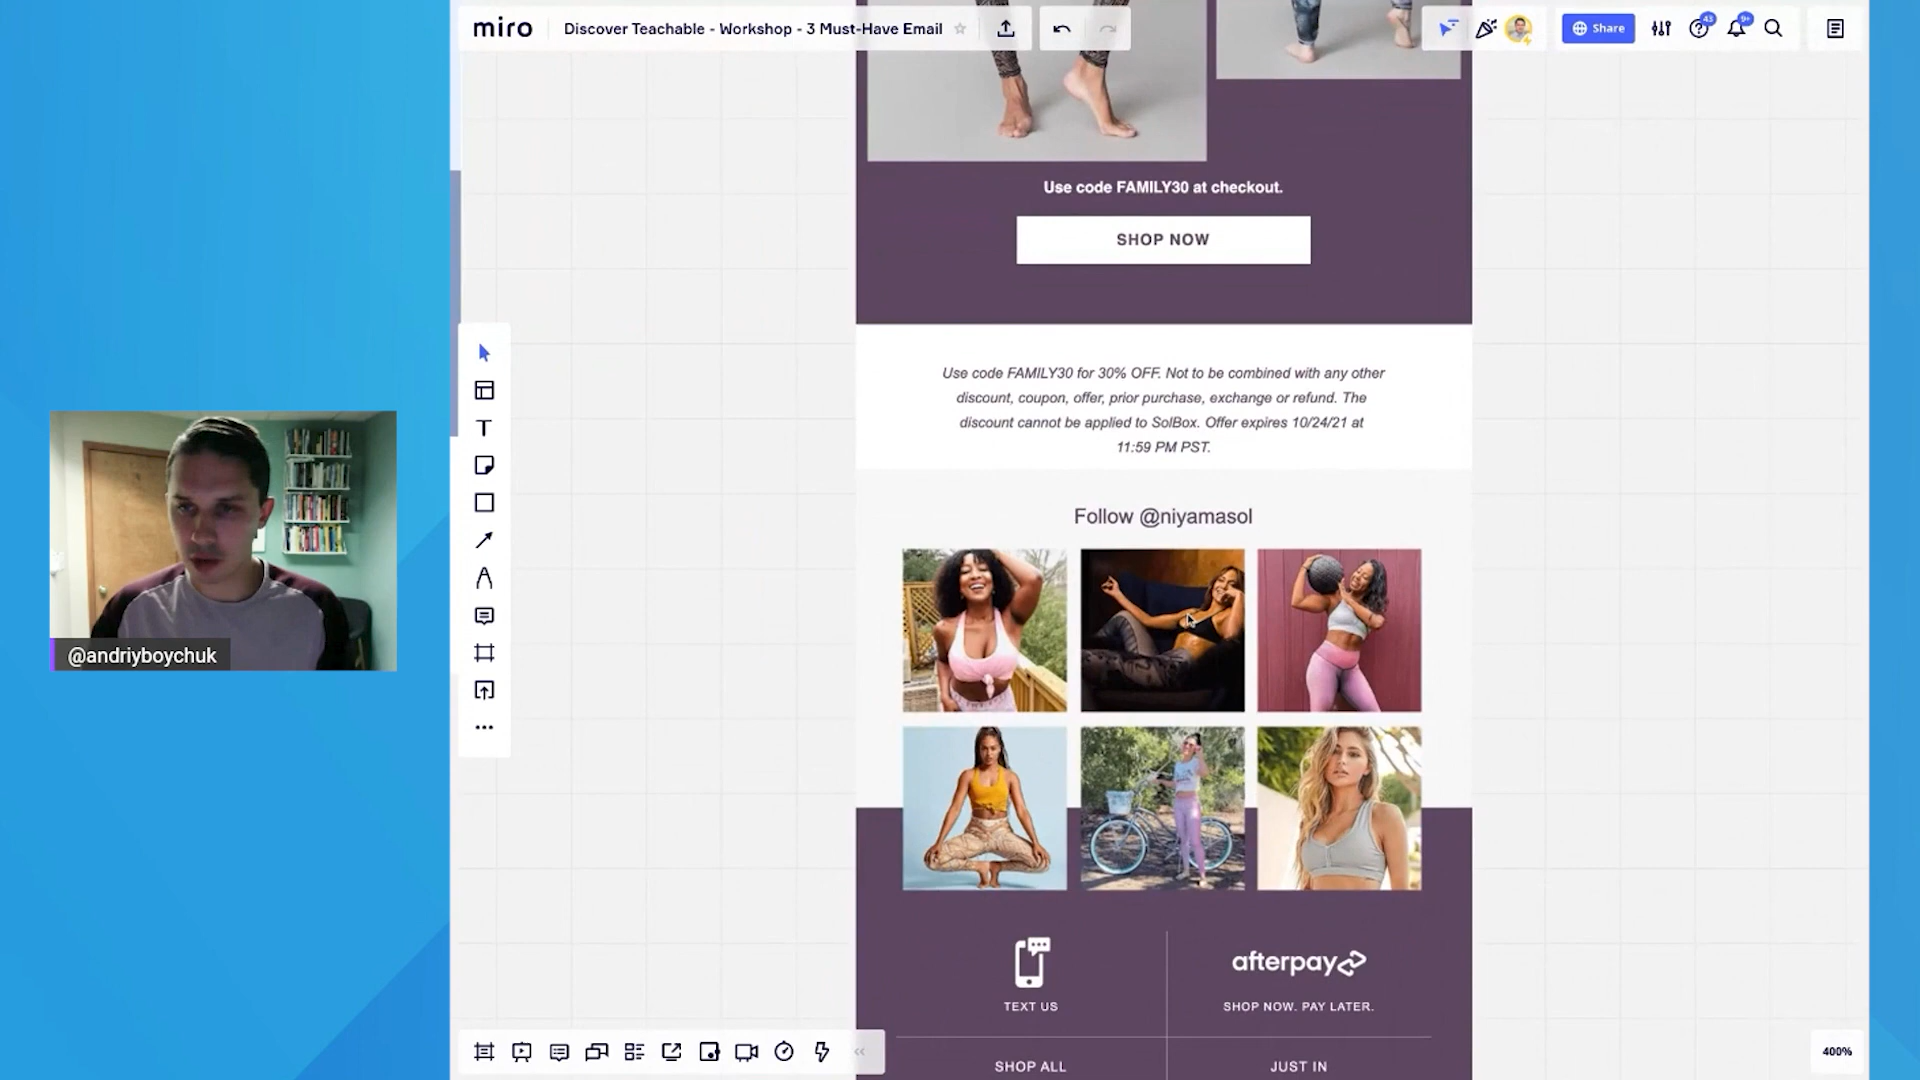 miro
Discover Teachable - Workshop - 3 Must-Have Email
Share
43
9+
Use code FAMILY30 at checkout.
SHOP NOW
Use code FAMILY30 for 30% OFF. Not to be combined with any other
discount, coupon, offer, prior purchase, exchange or refund. The
discount cannot be applied to SolBox. Offer expires 10/24/21 at
11:59 PM PST.
Follow @niyamasol
@andriyboychuk
afterpay
TEXT US
SHOP NOW. PAY LATER.
SHOP ALL
JUST IN
400%